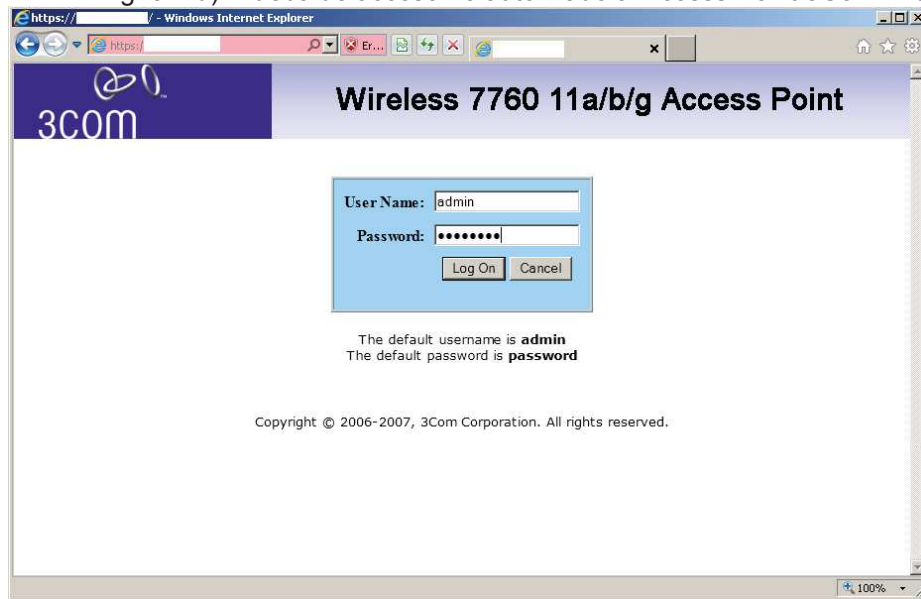 https:// / - Windows Internet Explorer
https:/
Er...
3COM
Wireless 7760 11a/b/g Access Point
User Name: admin
Password: ••••••••
Log On Cancel
The default username is admin
The default password is password
Copyright © 2006-2007, 3Com Corporation. All rights reserved.
100%